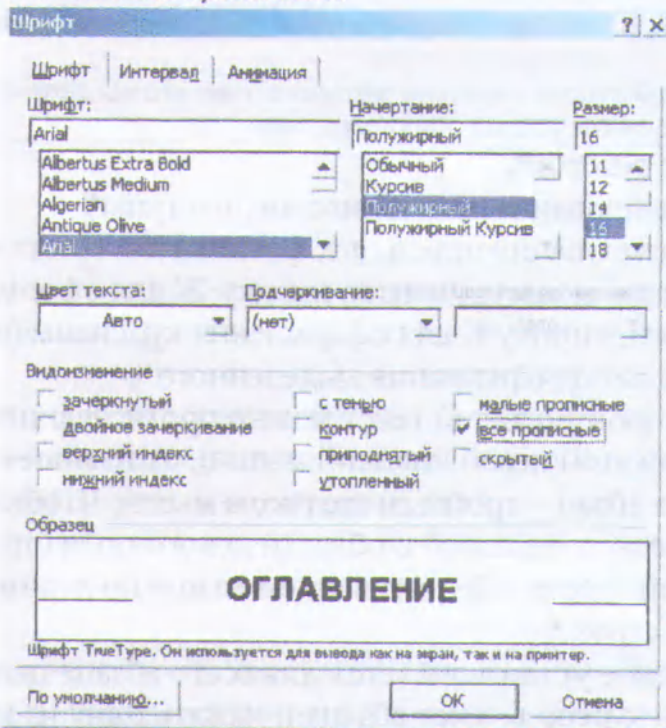 Шрифт ? ×
Шрифт Интервал Анимация
Шрифт: Начертание: Размер:
Arial Полужирный 16
Albertus Extra Bold Обычный 11
Albertus Medium Курсив 12
Algerian Полужирный 14
Antique Olive Полужирный Курсив 16
Arial 18
Цвет текста: Подчеркивание:
Авто (нет)
Видоизменение
зачеркнутый с тенью малые прописные
двойное зачеркивание контур все прописные
верхний индекс приподнятый
нижний индекс утопленный
Образец
ОГЛАВЛЕНИЕ
Шрифт TrueType. Он используется для вывода как на экран, так и на принтер.
По умолчанию... ОК Отмена